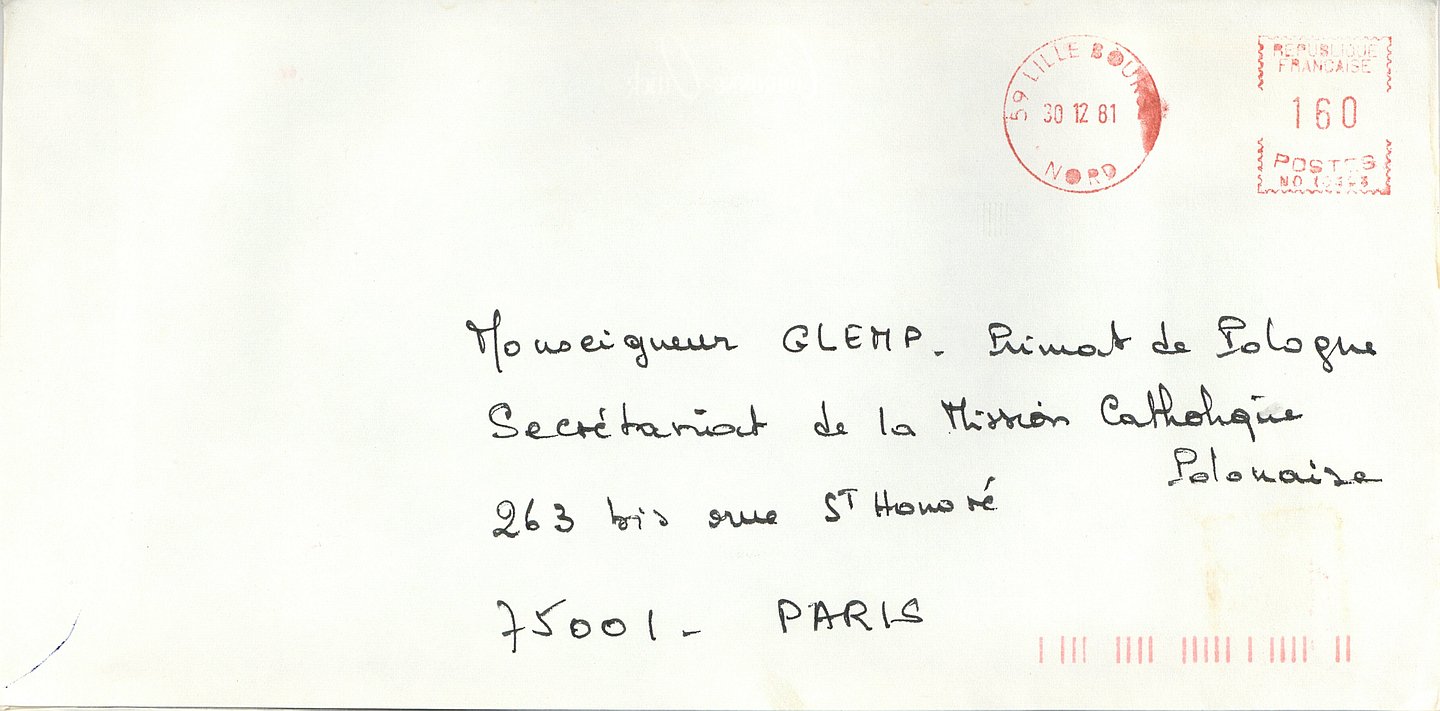 59 LILLE BOUR
30 12 81
NORD
REPUBLIQUE
FRANCAISE
160
POSTES
Monseigneur GLEMP. Primat de Pologne
Secrétariat de la Mission Catholique
Polonaise
263 bis rue ST Honoré
75001 - PARIS